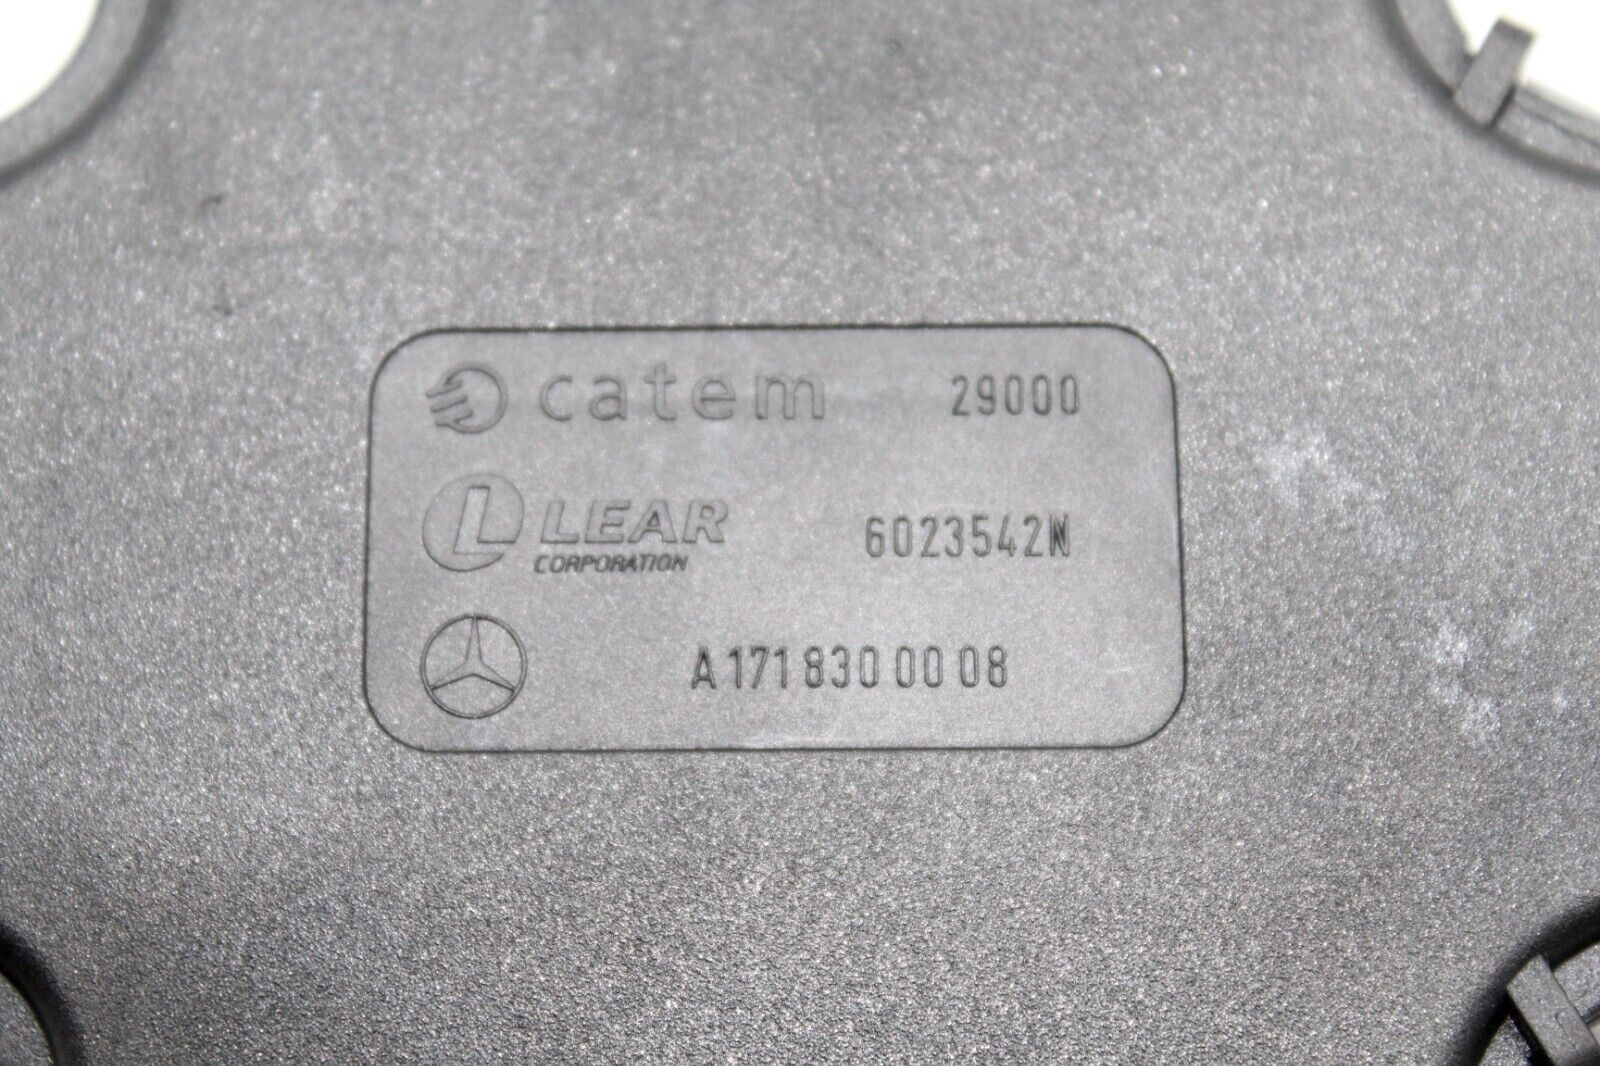 catem 29000
LEAR 6023542N
CORPORATION
A 171 830 00 08